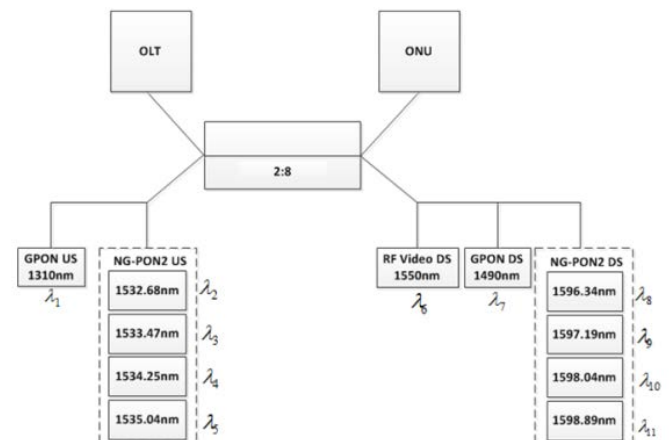 OLT
ONU
2:8
GPON US
1310nm
λ1
NG-PON2 US
1532.68nm
λ2
1533.47nm
λ3
1534.25nm
λ4
1535.04nm
λ5
RF Video DS
1550nm
λ6
GPON DS
1490nm
λ7
NG-PON2 DS
1596.34nm
λ8
1597.19nm
λ9
1598.04nm
λ10
1598.89nm
λ11